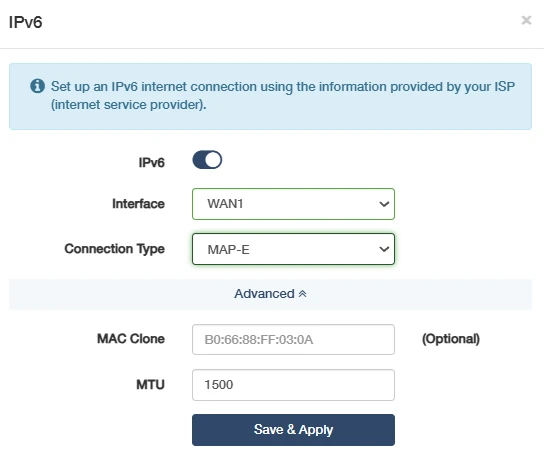 IPv6
×
Set up an IPv6 internet connection using the information provided by your ISP
(internet service provider).
IPv6
Interface WAN1
Connection Type MAP-E
Advanced
MAC Clone B0:66:88:FF:03:0A (Optional)
MTU 1500
Save & Apply